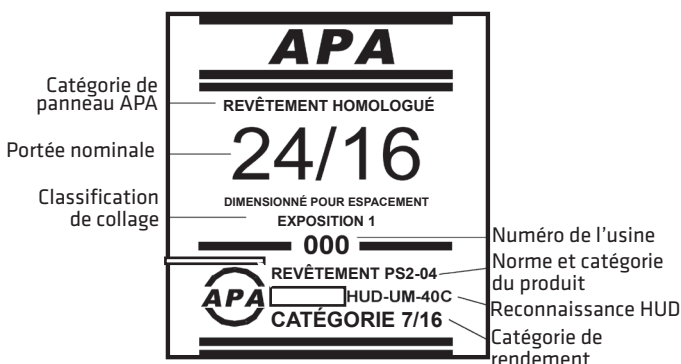 APA
Catégorie de
panneau APA
REVÊTEMENT HOMOLOGUÉ
24/16
Portée nominale
Classification
de collage
DIMENSIONNÉ POUR ESPACEMENT
EXPOSITION 1
000
Numéro de l'usine
REVÊTEMENT PS2-04
Norme et catégorie
du produit
APA
HUD-UM-40C
Reconnaissance HUD
CATÉGORIE 7/16
Catégorie de
rendement